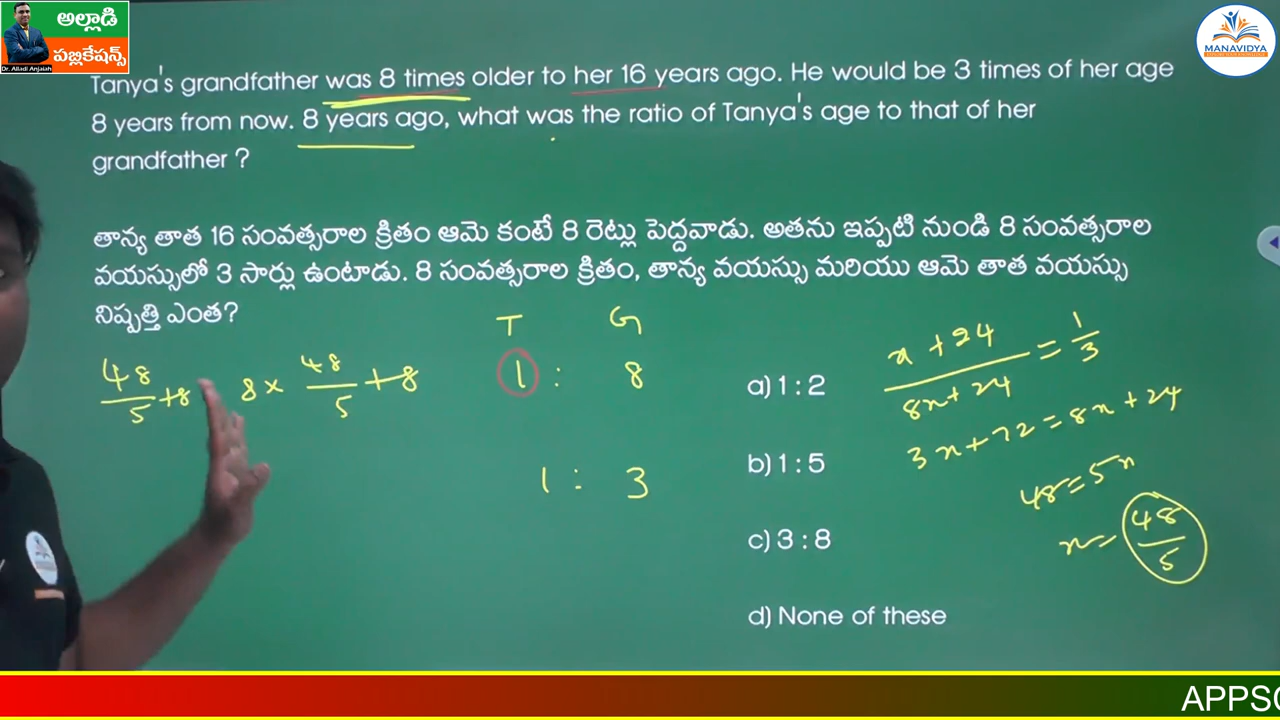 అల్లాడి
పబ్లికేషన్స్
Dr. Alladi Anjaiah
MANAVIDYA
Tanya's grandfather was 8 times older to her 16 years ago. He would be 3 times of her age
8 years from now. 8 years ago, what was the ratio of Tanya's age to that of her
grandfather ?
తాన్య తాత 16 సంవత్సరాల క్రితం ఆమె కంటే 8 రెట్లు పెద్దవాడు. అతను ఇప్పటి నుండి 8 సంవత్సరాల
వయస్సులో 3 సార్లు ఉంటాడు. 8 సంవత్సరాల క్రితం, తాన్య వయస్సు మరియు ఆమె తాత వయస్సు
నిష్పత్తి ఎంత?
T G
48/5 +8 8 × 48/5 +8
1 : 8
1 : 3
a) 1 : 2
b) 1 : 5
c) 3 : 8
d) None of these
x + 24 / 8x + 24 = 1/3
3x + 72 = 8x + 24
48 = 5x
x = 48/5
APPSC